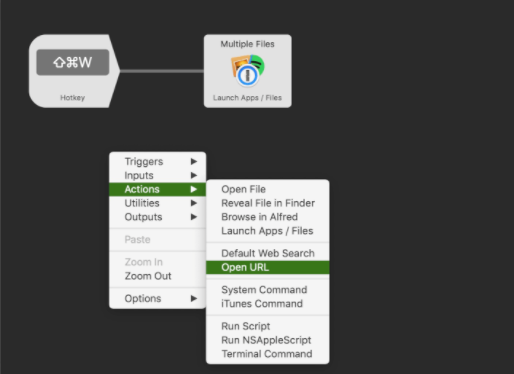 ⇧⌘W
Hotkey
Multiple Files
Launch Apps / Files
Triggers
Inputs
Actions
Utilities
Outputs
Paste
Zoom In
Zoom Out
Options
Open File
Reveal File in Finder
Browse in Alfred
Launch Apps / Files
Default Web Search
Open URL
System Command
iTunes Command
Run Script
Run NSAppleScript
Terminal Command